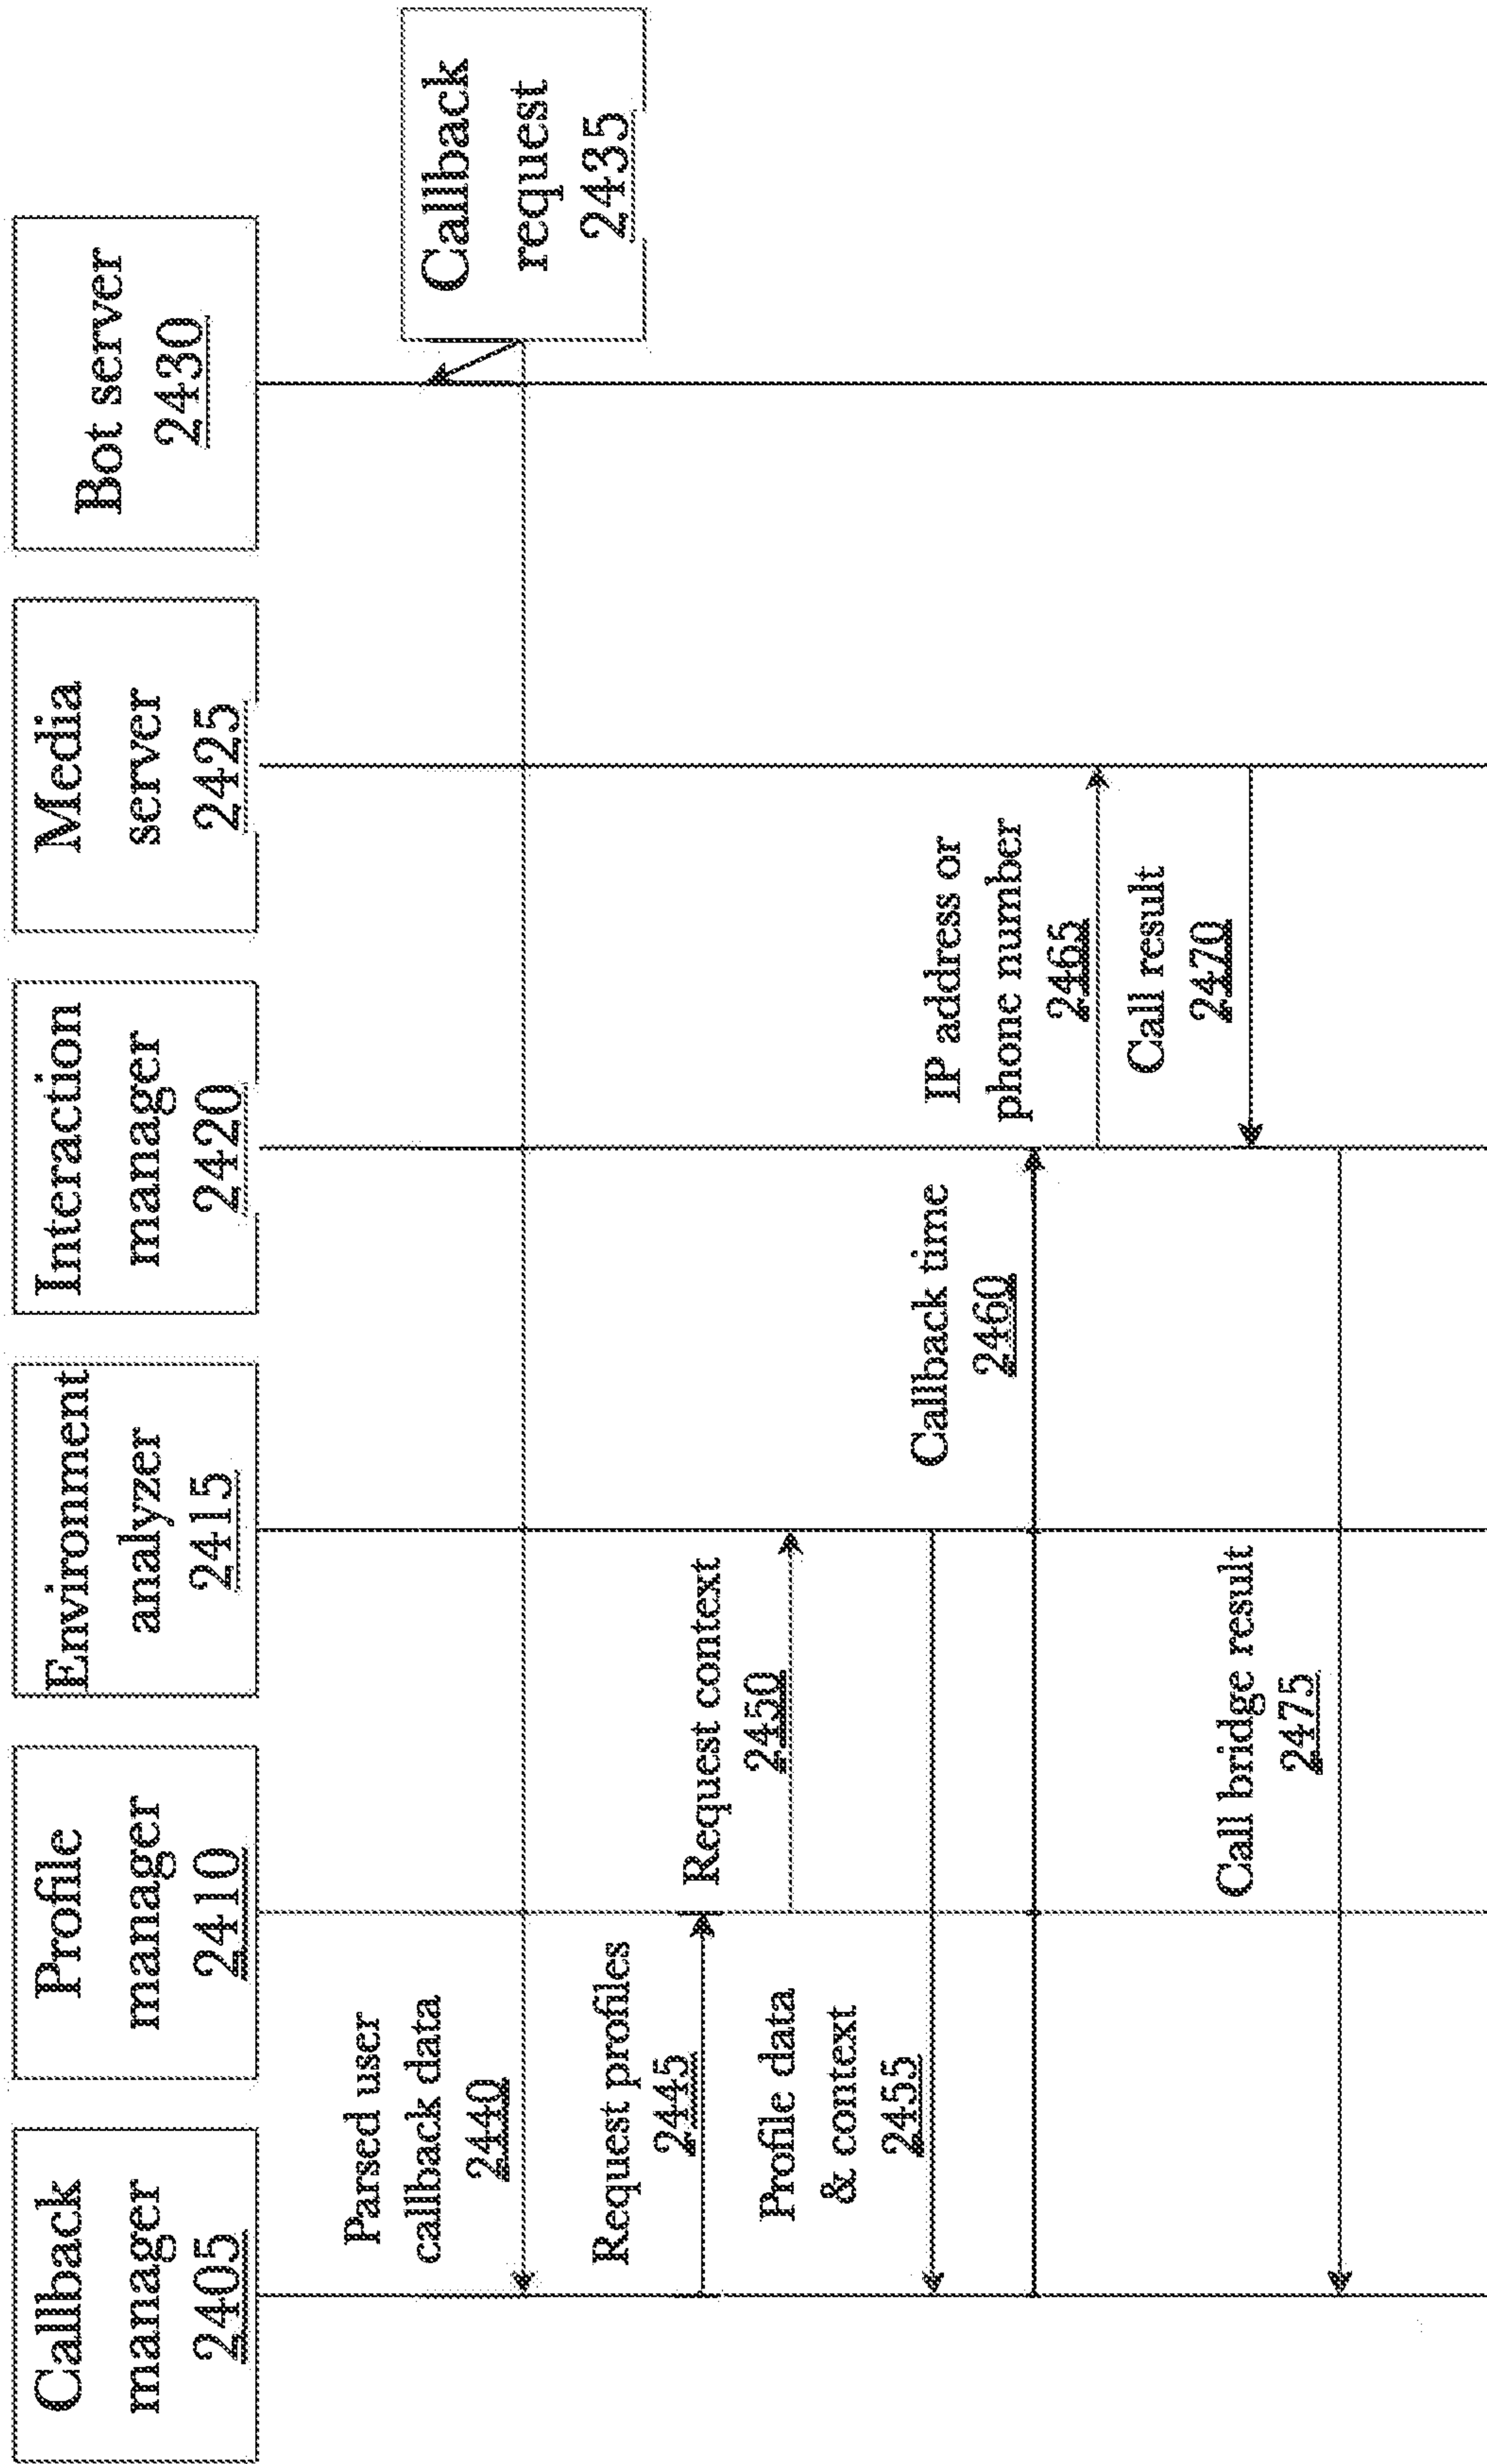 Callback
manager
2405
Profile
manager
2410
Environment
analyzer
2415
Interaction
manager
2420
Media
server
2425
Bot server
2430
Callback
request
2435
Parsed user
callback data
2440
Request profiles
2445
Request context
2450
Profile data
& context
2455
Callback time
2460
IP address or
phone number
2465
Call result
2470
Call bridge result
2475